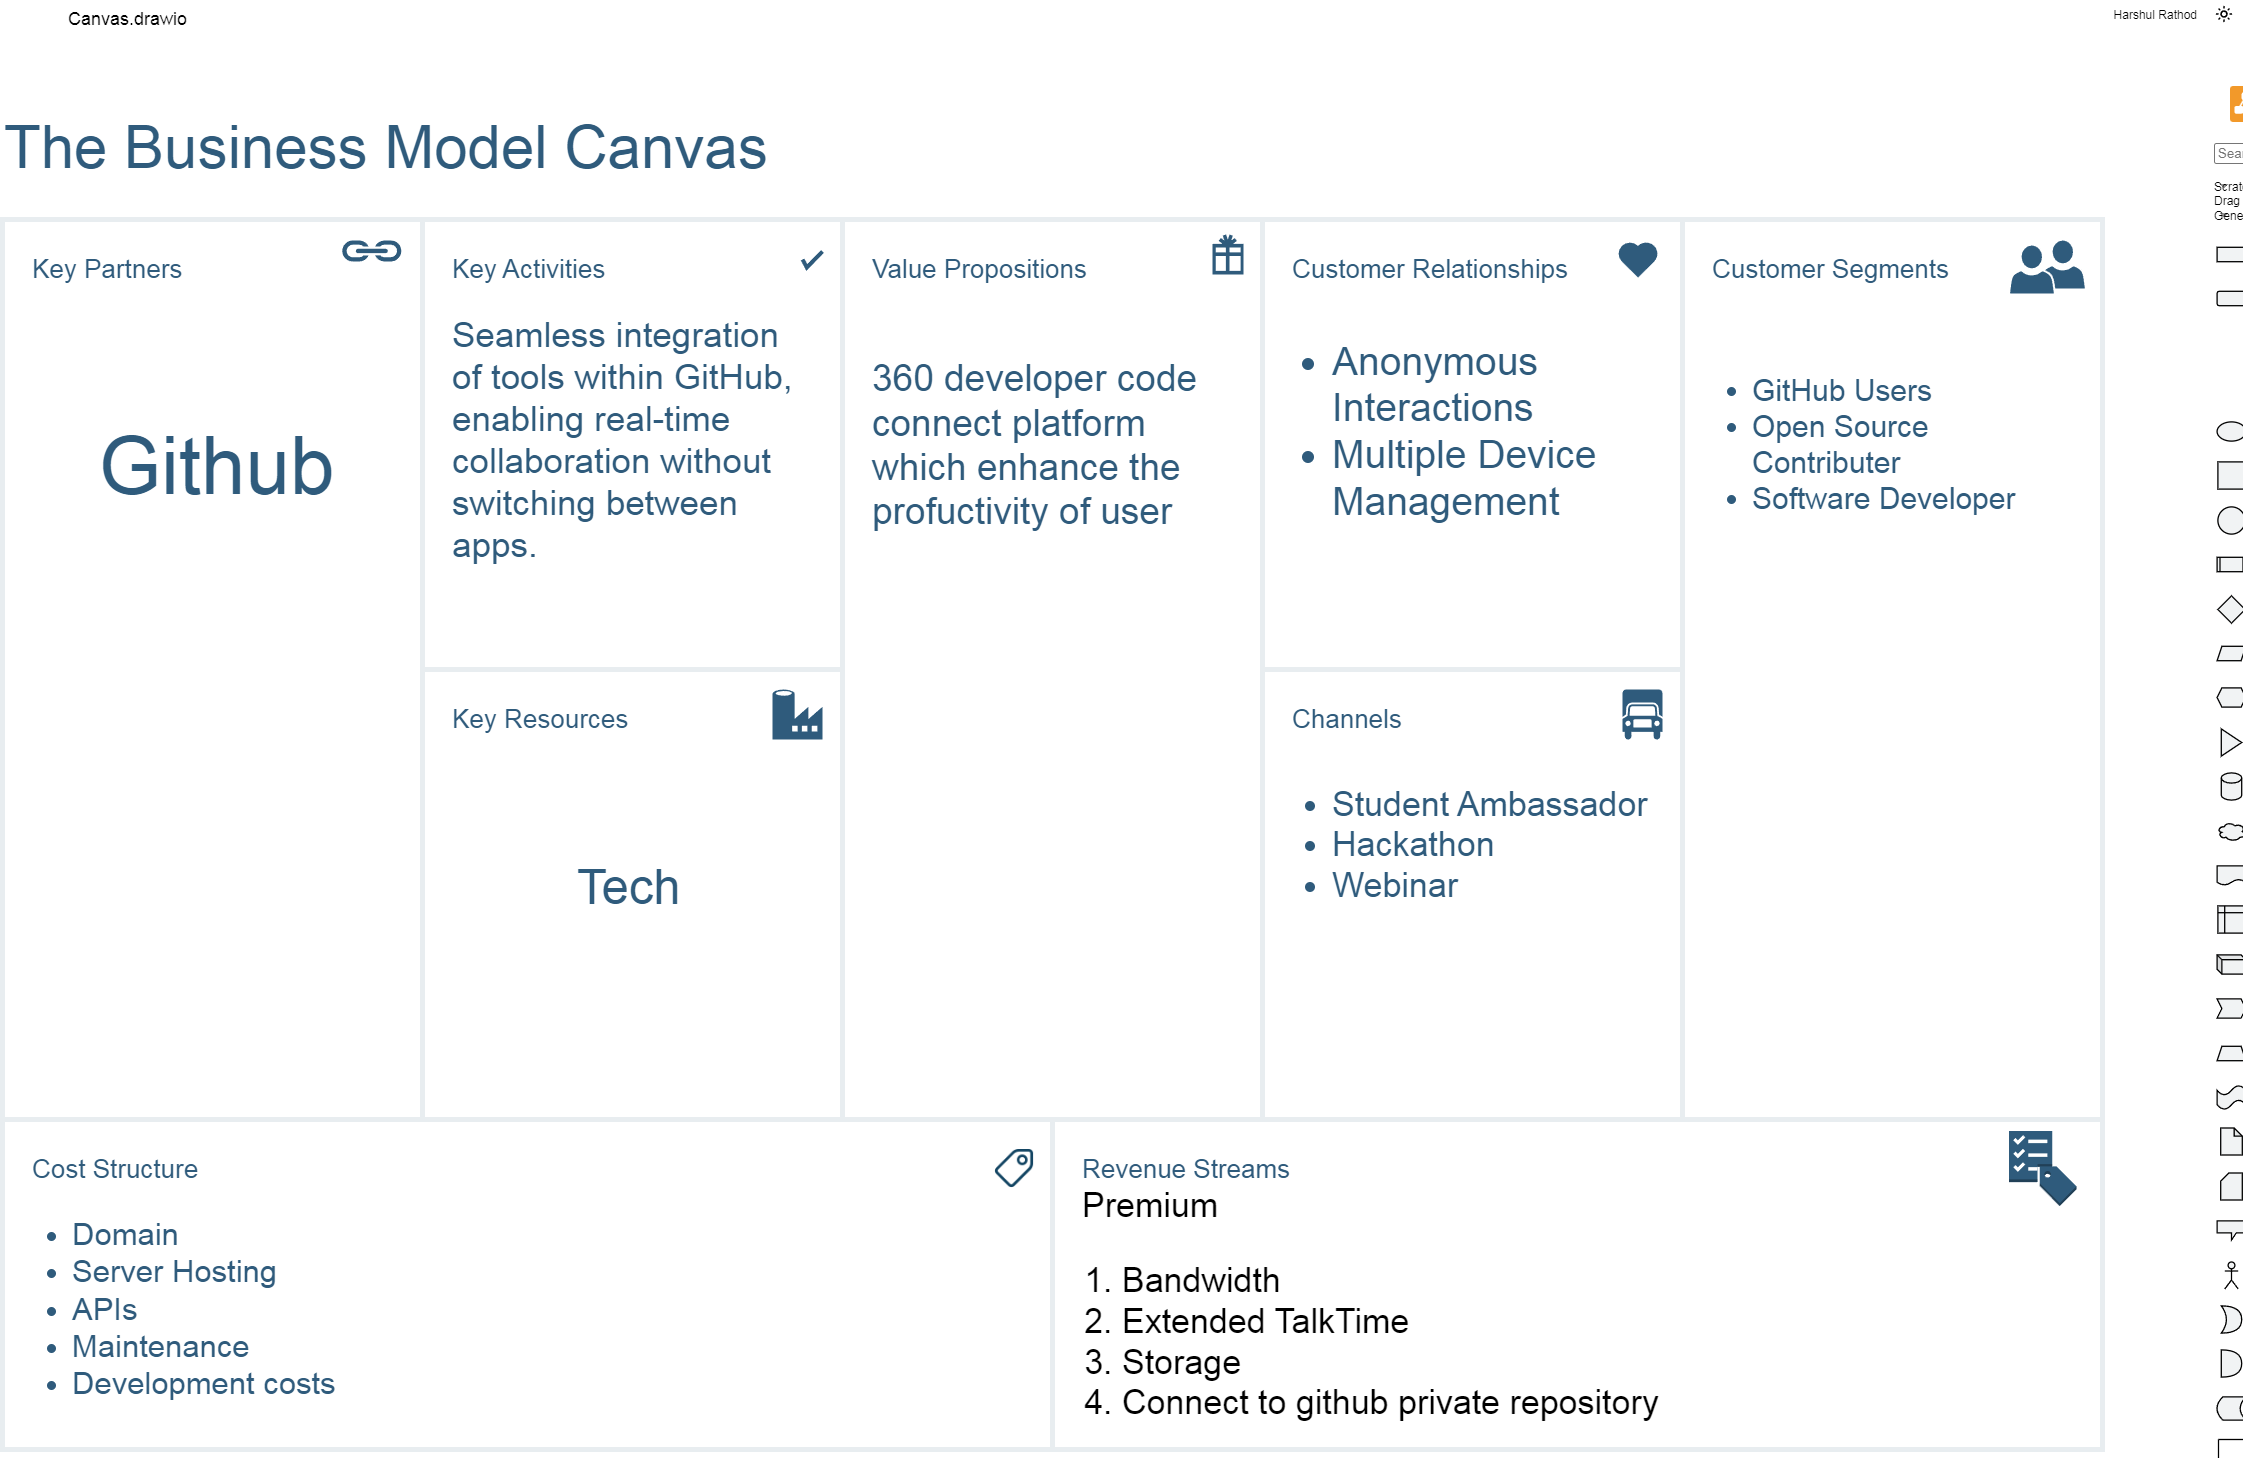 Canvas.drawio
Harshul Rathod
The Business Model Canvas
Key Partners
Github
Key Activities
Seamless integration
of tools within GitHub,
enabling real-time
collaboration without
switching between
apps.
Key Resources
Tech
Value Propositions
360 developer code
connect platform
which enhance the
profuctivity of user
Customer Relationships
• Anonymous
Interactions
• Multiple Device
Management
Channels
• Student Ambassador
• Hackathon
• Webinar
Customer Segments
• GitHub Users
• Open Source
Contributer
• Software Developer
Cost Structure
• Domain
• Server Hosting
• APIs
• Maintenance
• Development costs
Revenue Streams
Premium
1. Bandwidth
2. Extended TalkTime
3. Storage
4. Connect to github private repository
Drag